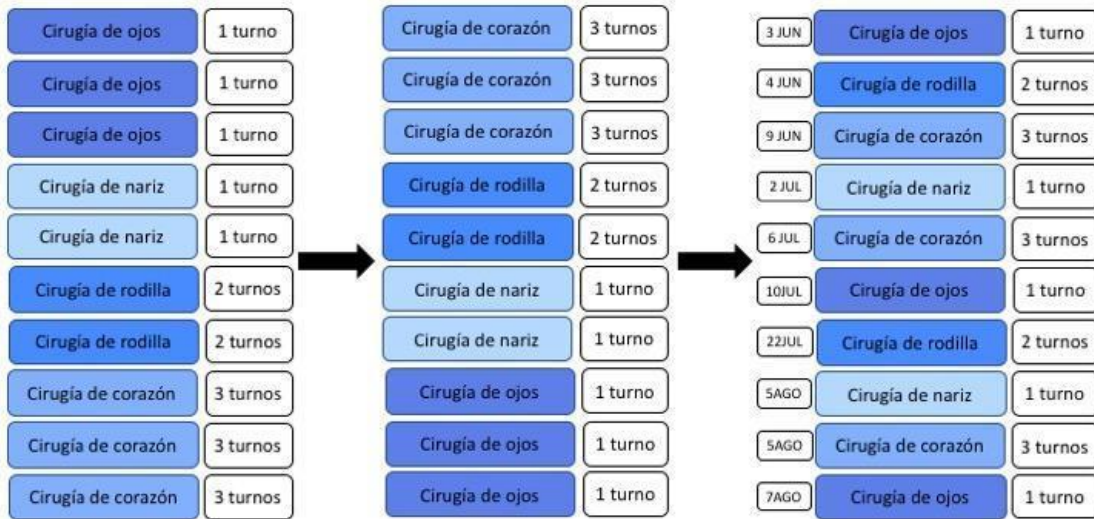 Cirugía de ojos 1 turno
Cirugía de ojos 1 turno
Cirugía de ojos 1 turno
Cirugía de nariz 1 turno
Cirugía de nariz 1 turno
Cirugía de rodilla 2 turnos
Cirugía de rodilla 2 turnos
Cirugía de corazón 3 turnos
Cirugía de corazón 3 turnos
Cirugía de corazón 3 turnos
Cirugía de corazón 3 turnos
Cirugía de corazón 3 turnos
Cirugía de corazón 3 turnos
Cirugía de rodilla 2 turnos
Cirugía de rodilla 2 turnos
Cirugía de nariz 1 turno
Cirugía de nariz 1 turno
Cirugía de ojos 1 turno
Cirugía de ojos 1 turno
Cirugía de ojos 1 turno
3 JUN Cirugía de ojos 1 turno
4 JUN Cirugía de rodilla 2 turnos
9 JUN Cirugía de corazón 3 turnos
2 JUL Cirugía de nariz 1 turno
6 JUL Cirugía de corazón 3 turnos
10JUL Cirugía de ojos 1 turno
22JUL Cirugía de rodilla 2 turnos
5AGO Cirugía de nariz 1 turno
5AGO Cirugía de corazón 3 turnos
7AGO Cirugía de ojos 1 turno